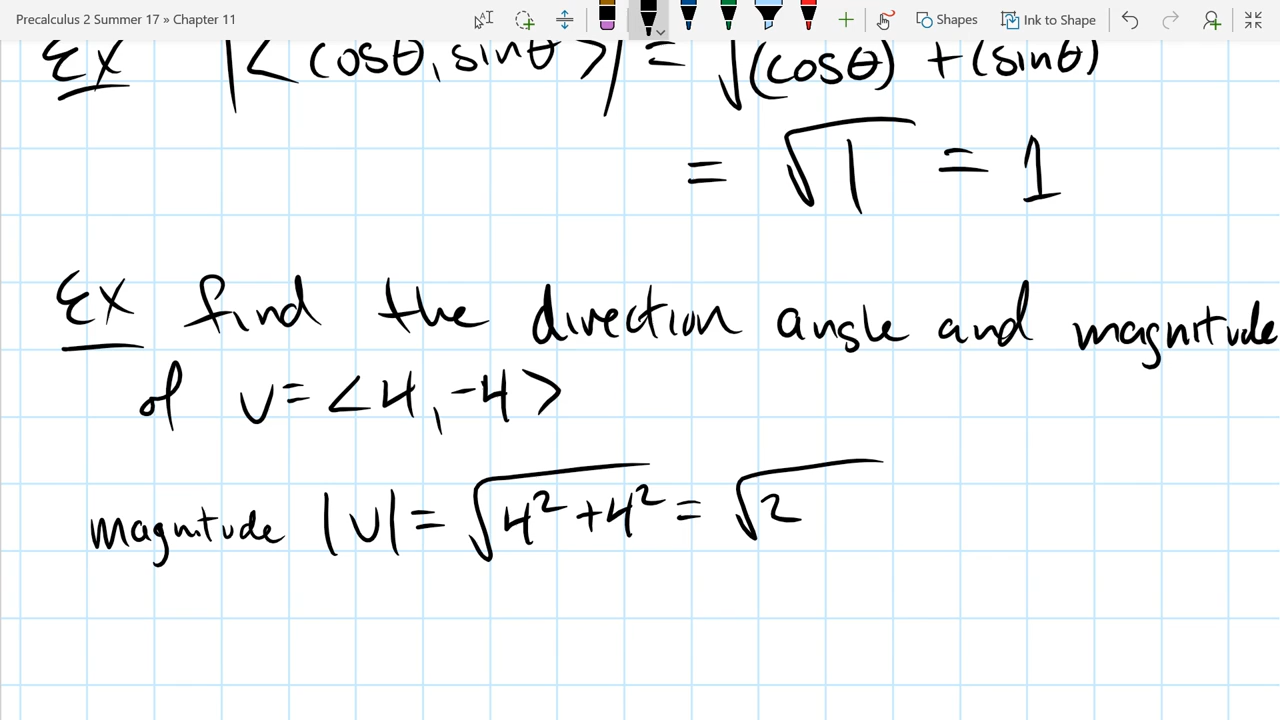 Precalculus 2 Summer 17 » Chapter 11
Shapes
Ink to Shape
Ex |<cosθ, sinθ>| = √(cosθ) + (sinθ)
= √1 = 1
Ex find the direction angle and magnitude
of v = <4, -4>
magnitude |v| = √4² + 4² = √2